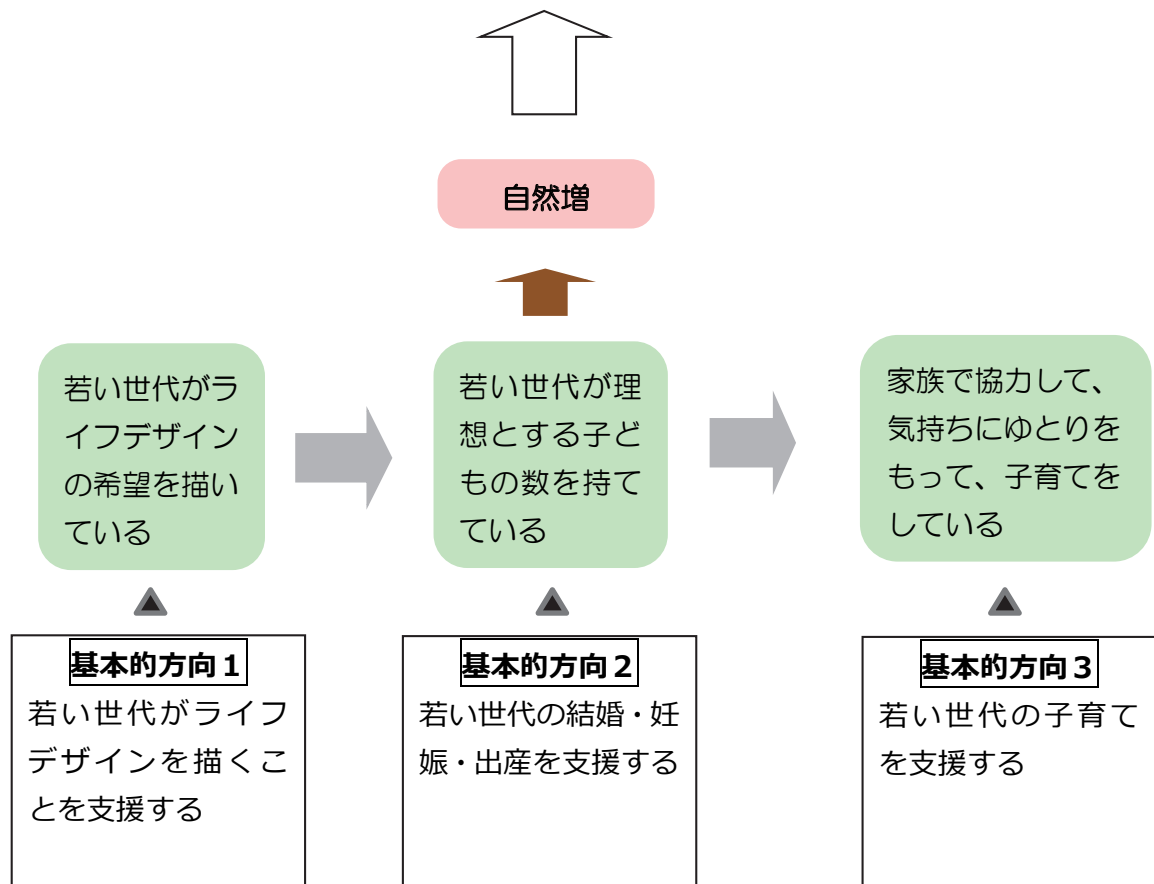 自然増
若い世代がラ
イフデザイン
の希望を描い
ている
若い世代が理
想とする子ど
もの数を持て
ている
家族で協力して、
気持ちにゆとりを
もって、子育てを
している
基本的方向１
若い世代がライフ
デザインを描くこ
とを支援する
基本的方向２
若い世代の結婚・妊
娠・出産を支援する
基本的方向３
若い世代の子育て
を支援する